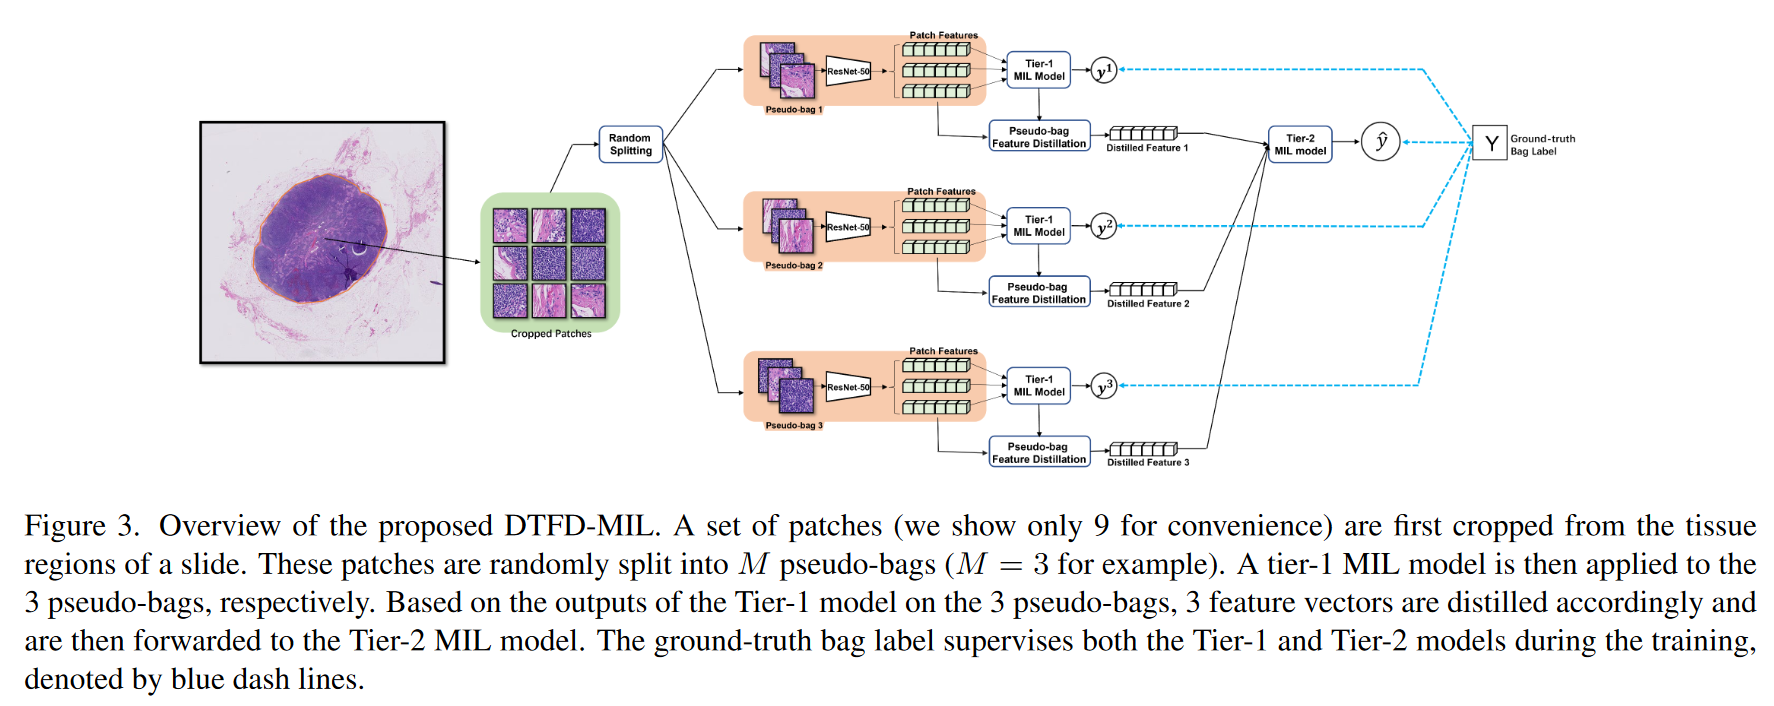 Cropped Patches
Random
Splitting
Patch Features
ResNet-50
Pseudo-bag 1
Tier-1
MIL Model
y¹
Pseudo-bag
Feature Distillation
Distilled Feature 1
Patch Features
ResNet-50
Pseudo-bag 2
Tier-1
MIL Model
y²
Pseudo-bag
Feature Distillation
Distilled Feature 2
Patch Features
ResNet-50
Pseudo-bag 3
Tier-1
MIL Model
y³
Pseudo-bag
Feature Distillation
Distilled Feature 3
Tier-2
MIL model
ŷ
Y
Ground-truth
Bag Label
Figure 3. Overview of the proposed DTFD-MIL. A set of patches (we show only 9 for convenience) are first cropped from the tissue
regions of a slide. These patches are randomly split into M pseudo-bags (M = 3 for example). A tier-1 MIL model is then applied to the
3 pseudo-bags, respectively. Based on the outputs of the Tier-1 model on the 3 pseudo-bags, 3 feature vectors are distilled accordingly and
are then forwarded to the Tier-2 MIL model. The ground-truth bag label supervises both the Tier-1 and Tier-2 models during the training,
denoted by blue dash lines.